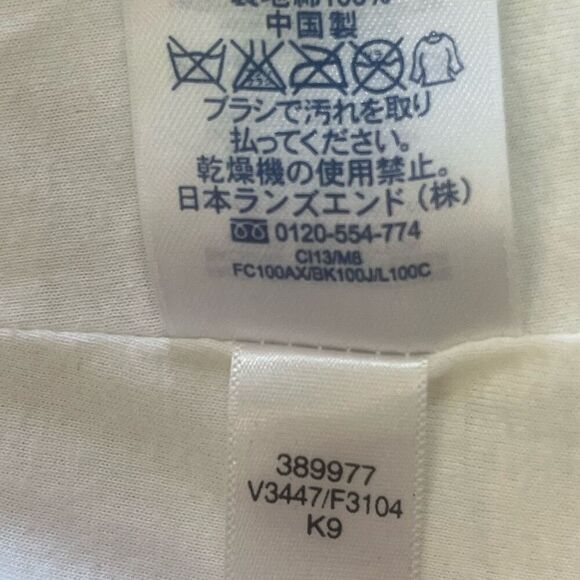 中国製
ブラシで汚れを取り
払ってください。
乾燥機の使用禁止。
日本ランズエンド（株）
0120-554-774
CI13/M8
FC100AX/BK100J/L100C
389977
V3447/F3104
K9